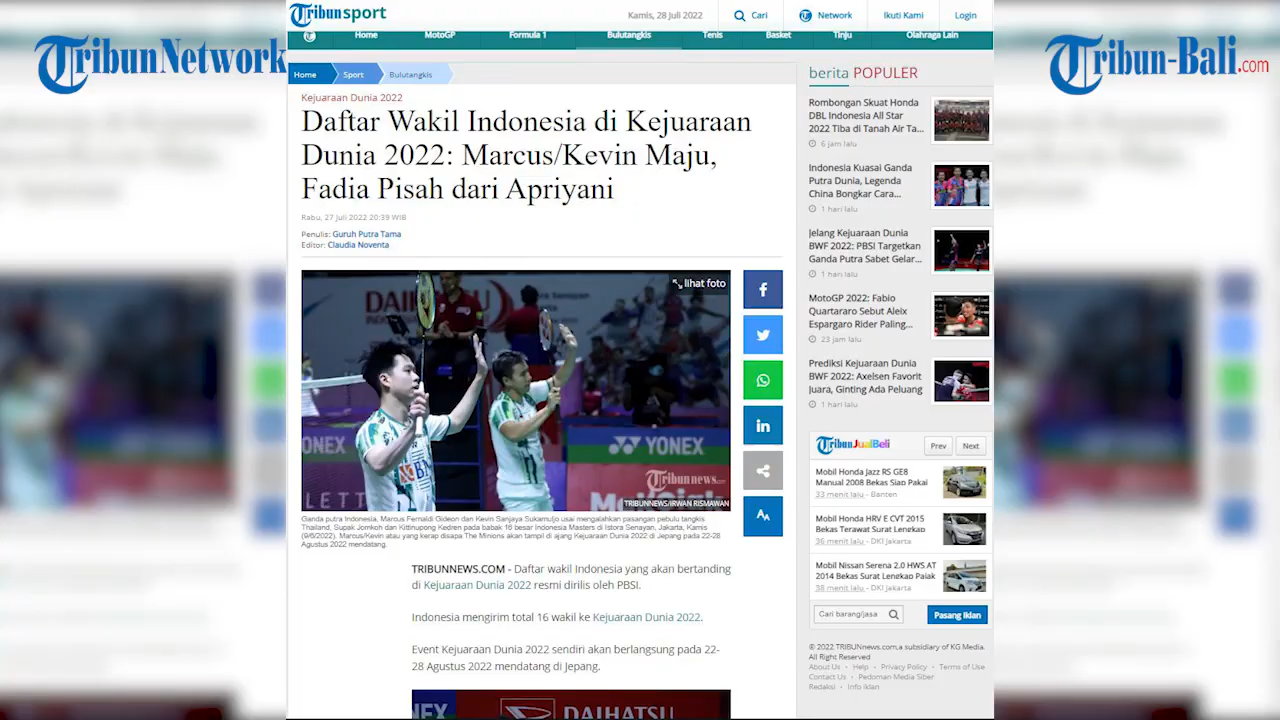 Tribunsport
Kamis, 28 Juli 2022
Cari
Network
Ikuti Kami
Login
Home
MotoGP
Formula 1
Bulutangkis
Tenis
Basket
Tinju
Olahraga Lain
TribunNetwork
Tribun-Bali.com
Home
Sport
Bulutangkis
Kejuaraan Dunia 2022
Daftar Wakil Indonesia di Kejuaraan
Dunia 2022: Marcus/Kevin Maju,
Fadia Pisah dari Apriyani
Rabu, 27 Juli 2022 20:39 WIB
Penulis: Guruh Putra Tama
Editor: Claudia Noventa
lihat foto
YONEX
YONEX
Tribunnews.com
TRIBUNNEWS/IRWAN RISMAWAN
Ganda putra Indonesia, Marcus Fernaldi Gideon dan Kevin Sanjaya Sukamuljo usai mengalahkan pasangan pebulu tangkis
Thailand, Supak Jomkoh dan Kittinupong Kedren pada babak 16 besar Indonesia Masters di Istora Senayan, Jakarta, Kamis
(9/6/2022). Marcus/Kevin atau yang kerap disapa The Minions akan tampil di ajang Kejuaraan Dunia 2022 di Jepang pada 22-28
Agustus 2022 mendatang.
TRIBUNNEWS.COM - Daftar wakil Indonesia yang akan bertanding
di Kejuaraan Dunia 2022 resmi dirilis oleh PBSI.
Indonesia mengirim total 16 wakil ke Kejuaraan Dunia 2022.
Event Kejuaraan Dunia 2022 sendiri akan berlangsung pada 22-
28 Agustus 2022 mendatang di Jepang.
DAIHATSU
berita POPULER
Rombongan Skuat Honda
DBL Indonesia All Star
2022 Tiba di Tanah Air Ta...
6 jam lalu
Indonesia Kuasai Ganda
Putra Dunia, Legenda
China Bongkar Cara...
1 hari lalu
Jelang Kejuaraan Dunia
BWF 2022: PBSI Targetkan
Ganda Putra Sabet Gelar...
1 hari lalu
MotoGP 2022: Fabio
Quartararo Sebut Aleix
Espargaro Rider Paling...
23 jam lalu
Prediksi Kejuaraan Dunia
BWF 2022: Axelsen Favorit
Juara, Ginting Ada Peluang
1 hari lalu
TribunJualBeli
Prev
Next
Mobil Honda Jazz RS GE8
Manual 2008 Bekas Siap Pakai
33 menit lalu - Banten
Mobil Honda HRV E CVT 2015
Bekas Terawat Surat Lengkap
36 menit lalu - DKI Jakarta
Mobil Nissan Serena 2.0 HWS AT
2014 Bekas Surat Lengkap Pajak
38 menit lalu - DKI Jakarta
Cari barang/jasa
Pasang Iklan
© 2022 TRIBUNnews.com,a subsidiary of KG Media.
All Right Reserved
About Us • Help • Privacy Policy • Terms of Use
Contact Us • Pedoman Media Siber
Redaksi • Info Iklan